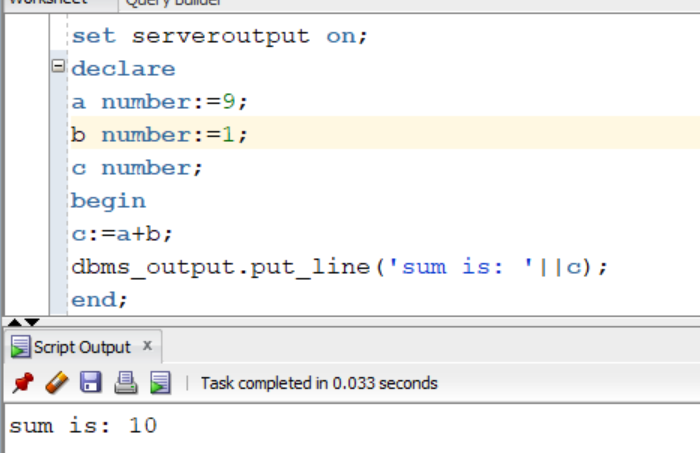 Worksheet Query Builder
set serveroutput on;
declare
a number:=9;
b number:=1;
c number;
begin
c:=a+b;
dbms_output.put_line('sum is: '||c);
end;
Script Output x
Task completed in 0.033 seconds
sum is: 10